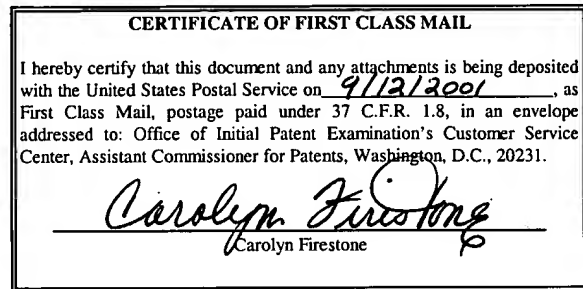 CERTIFICATE OF FIRST CLASS MAIL
I hereby certify that this document and any attachments is being deposited
with the United States Postal Service on 9/12/2001, as
First Class Mail, postage paid under 37 C.F.R. 1.8, in an envelope
addressed to: Office of Initial Patent Examination's Customer Service
Center, Assistant Commissioner for Patents, Washington, D.C., 20231.
Carolyn Firestone
Carolyn Firestone